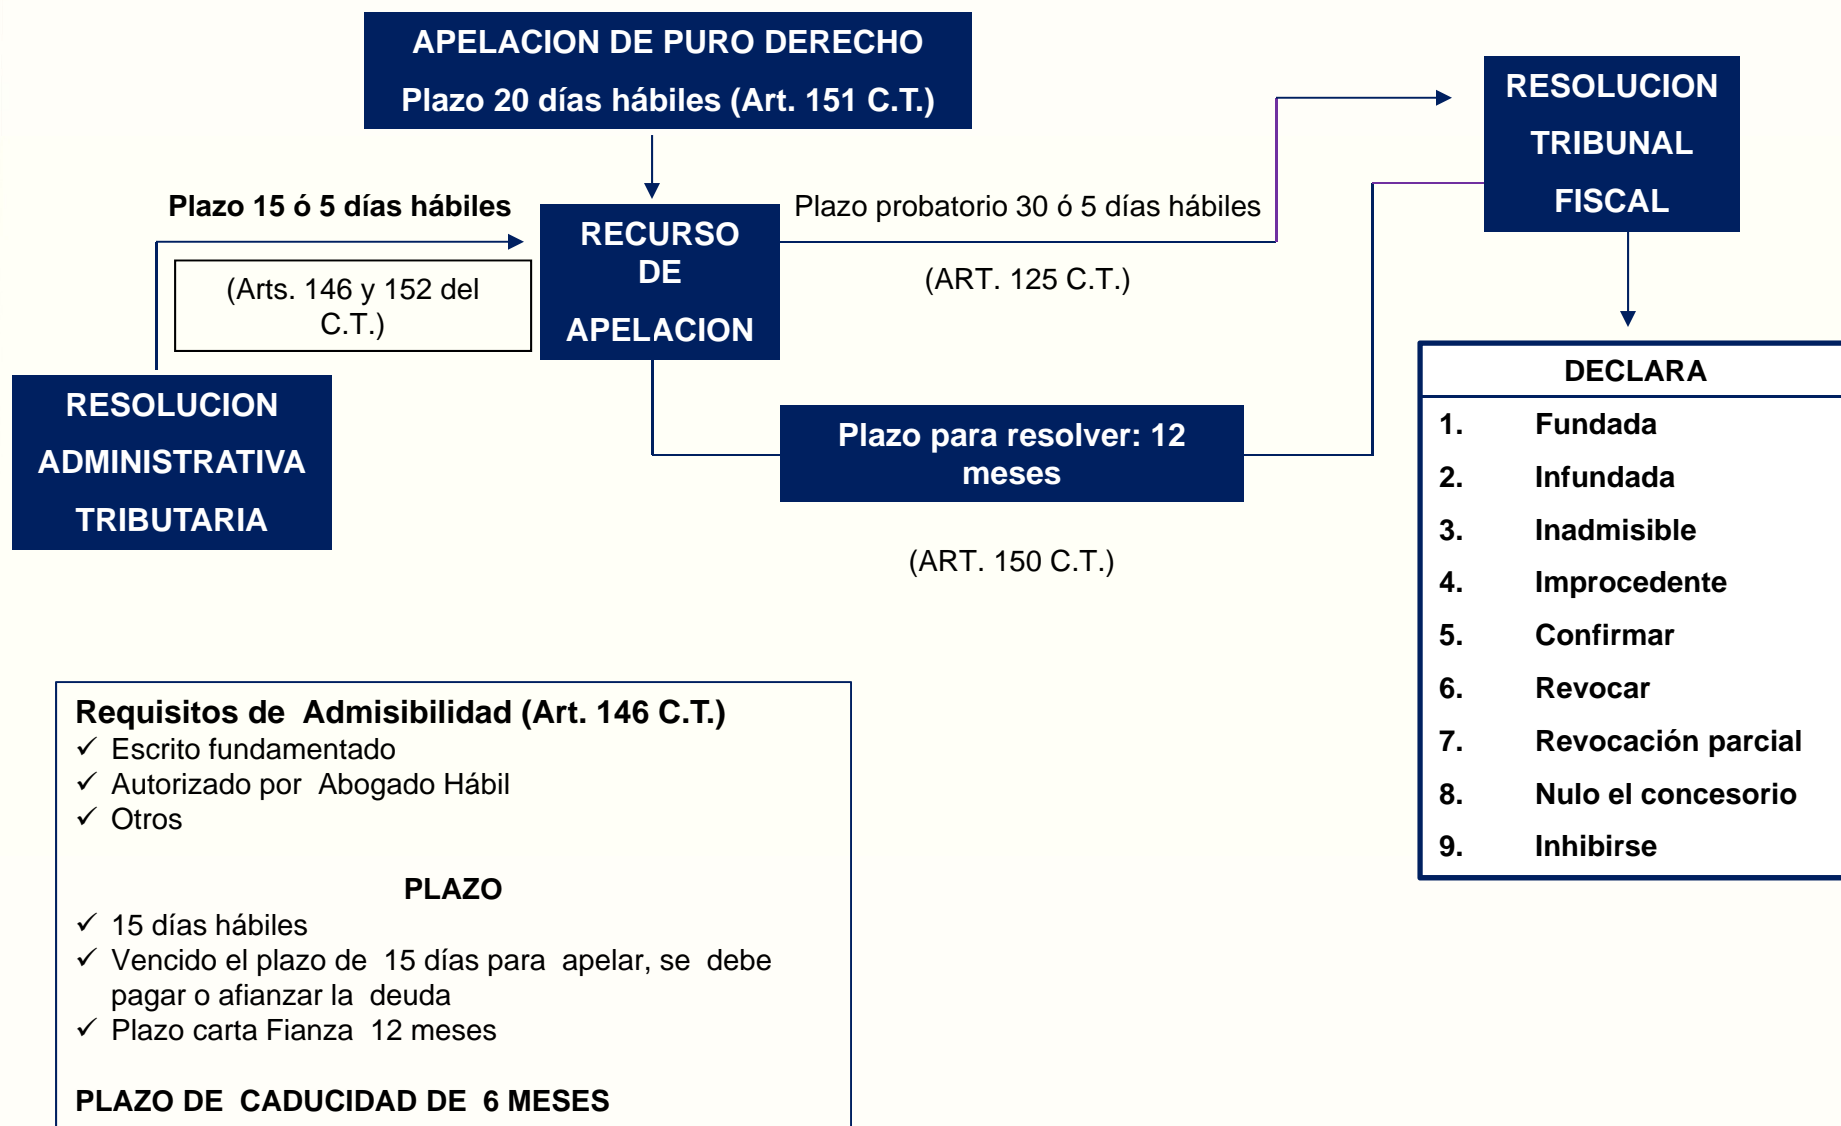 APELACION DE PURO DERECHO
Plazo 20 días hábiles (Art. 151 C.T.)
RESOLUCION
TRIBUNAL
FISCAL
Plazo 15 ó 5 días hábiles
(Arts. 146 y 152 del
C.T.)
RECURSO
DE
APELACION
Plazo probatorio 30 ó 5 días hábiles
(ART. 125 C.T.)
RESOLUCION
ADMINISTRATIVA
TRIBUTARIA
Plazo para resolver: 12
meses
(ART. 150 C.T.)
DECLARA
1. Fundada
2. Infundada
3. Inadmisible
4. Improcedente
5. Confirmar
6. Revocar
7. Revocación parcial
8. Nulo el concesorio
9. Inhibirse
Requisitos de Admisibilidad (Art. 146 C.T.)
✓ Escrito fundamentado
✓ Autorizado por Abogado Hábil
✓ Otros
PLAZO
✓ 15 días hábiles
✓ Vencido el plazo de 15 días para apelar, se debe
pagar o afianzar la deuda
✓ Plazo carta Fianza 12 meses
PLAZO DE CADUCIDAD DE 6 MESES